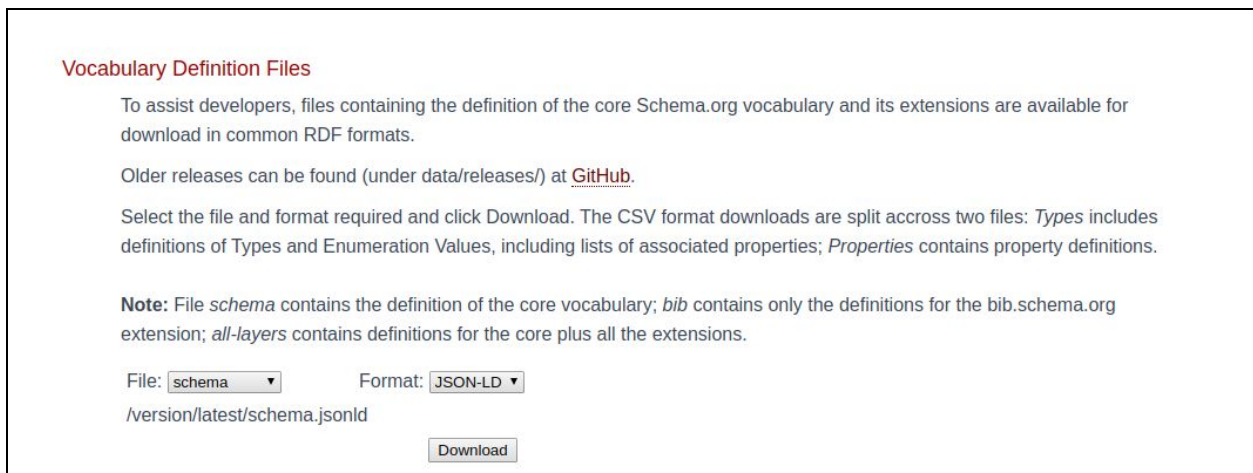 Vocabulary Definition Files
To assist developers, files containing the definition of the core Schema.org vocabulary and its extensions are available for
download in common RDF formats.
Older releases can be found (under data/releases/) at GitHub.
Select the file and format required and click Download. The CSV format downloads are split accross two files: Types includes
definitions of Types and Enumeration Values, including lists of associated properties; Properties contains property definitions.
Note: File schema contains the definition of the core vocabulary; bib contains only the definitions for the bib.schema.org
extension; all-layers contains definitions for the core plus all the extensions.
File: schema Format: JSON-LD
/version/latest/schema.jsonld
Download